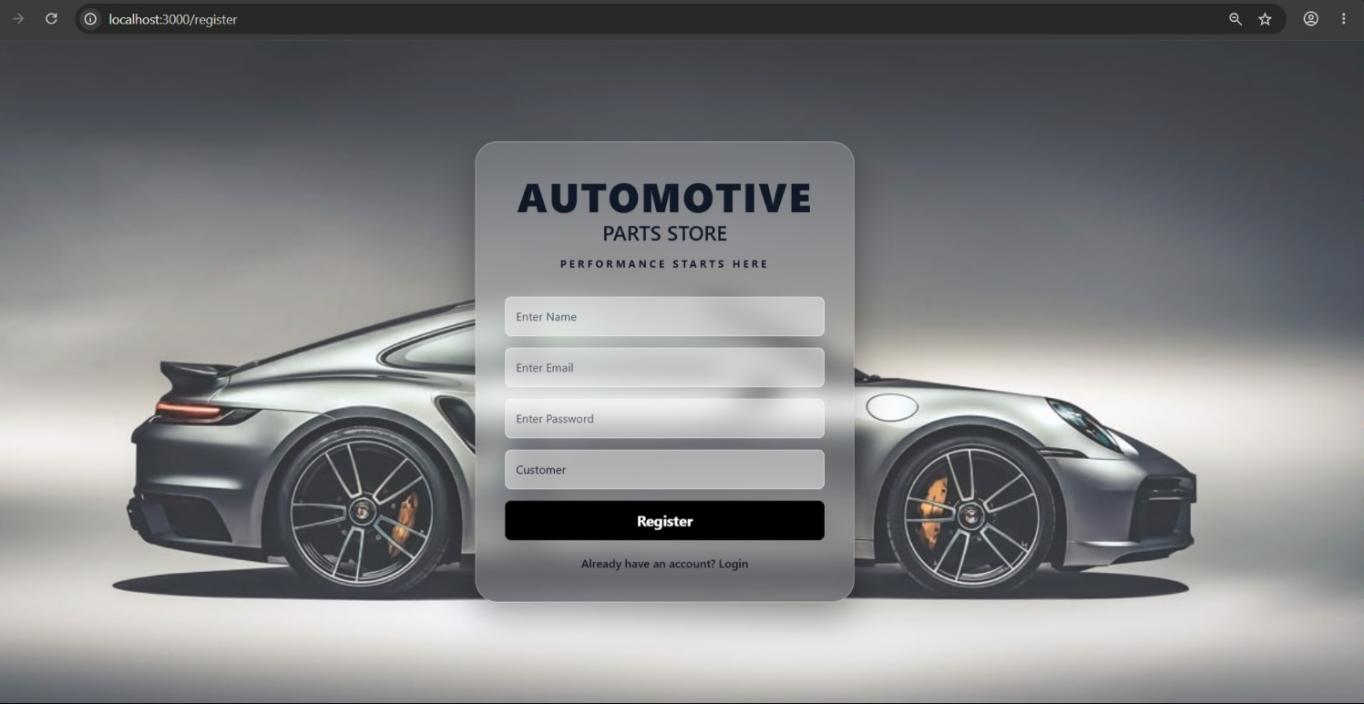 localhost:3000/register
AUTOMOTIVE
PARTS STORE
PERFORMANCE STARTS HERE
Enter Name
Enter Email
Enter Password
Customer
Register
Already have an account? Login